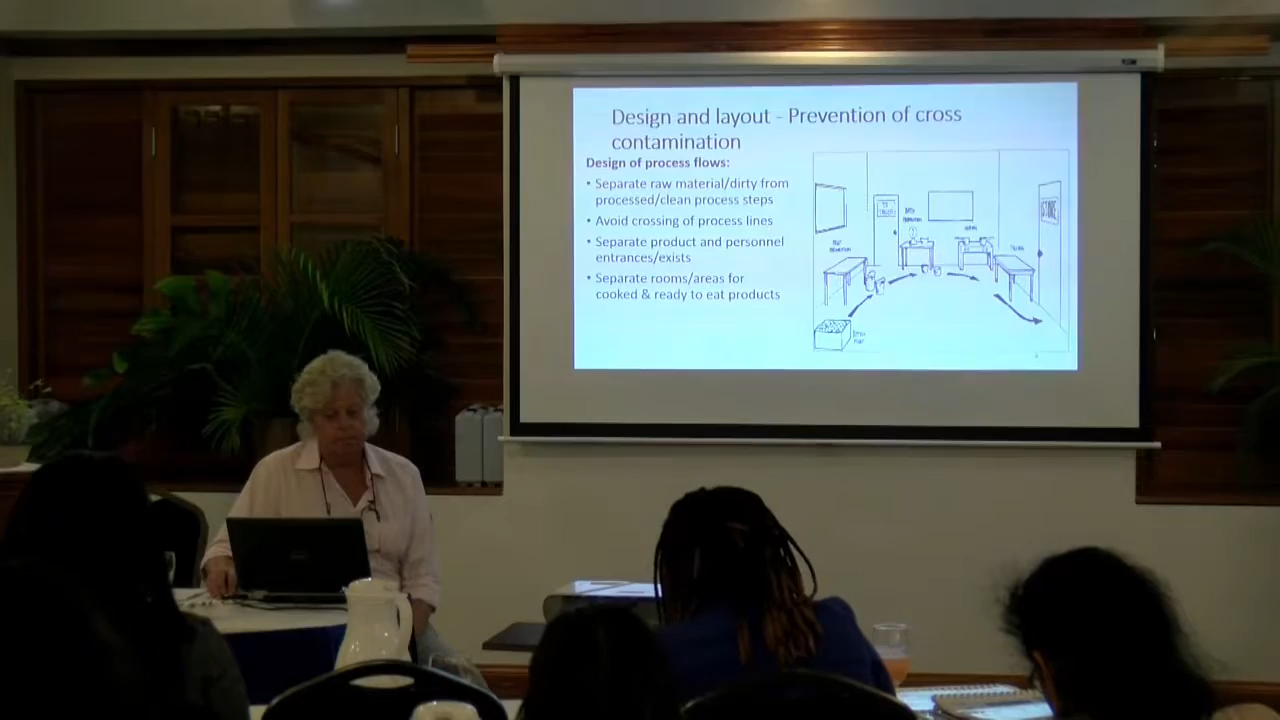 Design and layout - Prevention of cross
contamination
Design of process flows:
• Separate raw material/dirty from
processed/clean process steps
• Avoid crossing of process lines
• Separate product and personnel
entrances/exists
• Separate rooms/areas for
cooked & ready to eat products
STORE